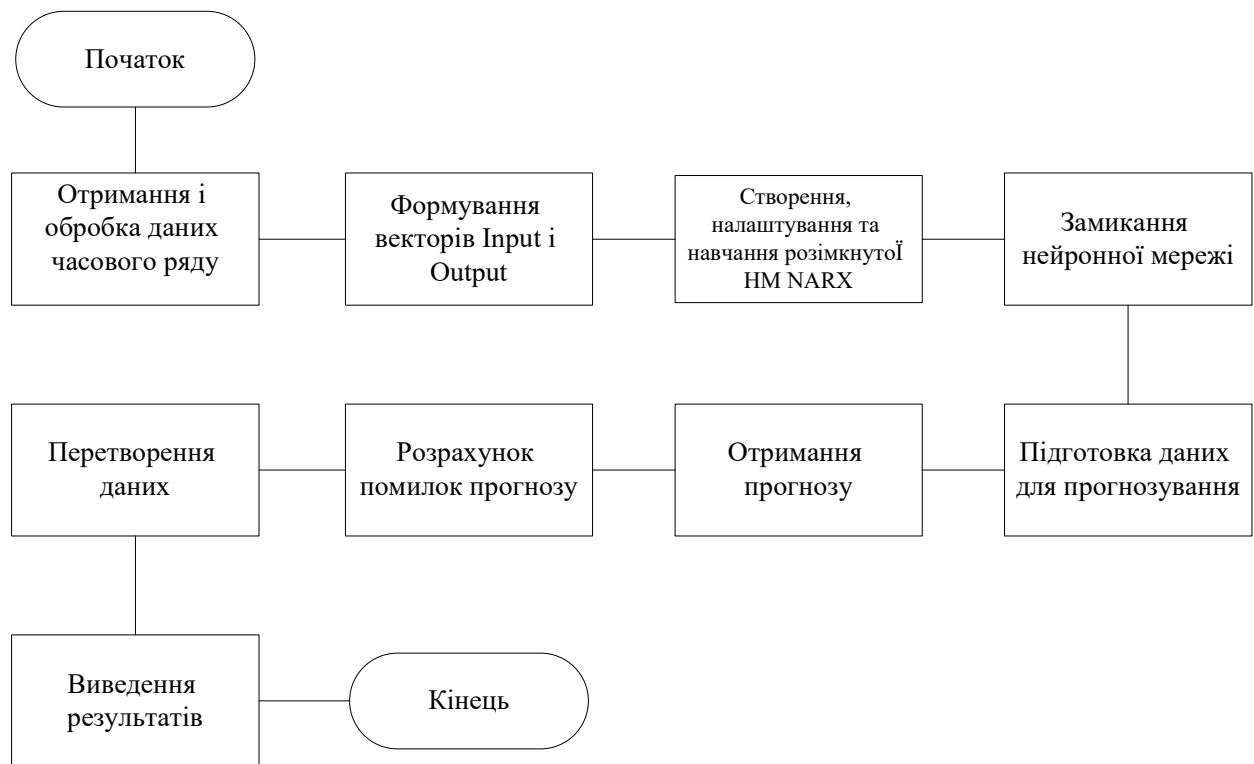 Початок
Отримання і
обробка даних
часового ряду
Формування
векторів Input і
Output
Створення,
налаштування та
навчання розімкнутоЇ
НМ NARX
Замикання
нейронної мережі
Підготовка даних
для прогнозування
Отримання
прогнозу
Розрахунок
помилок прогнозу
Перетворення
даних
Виведення
результатів
Кінець